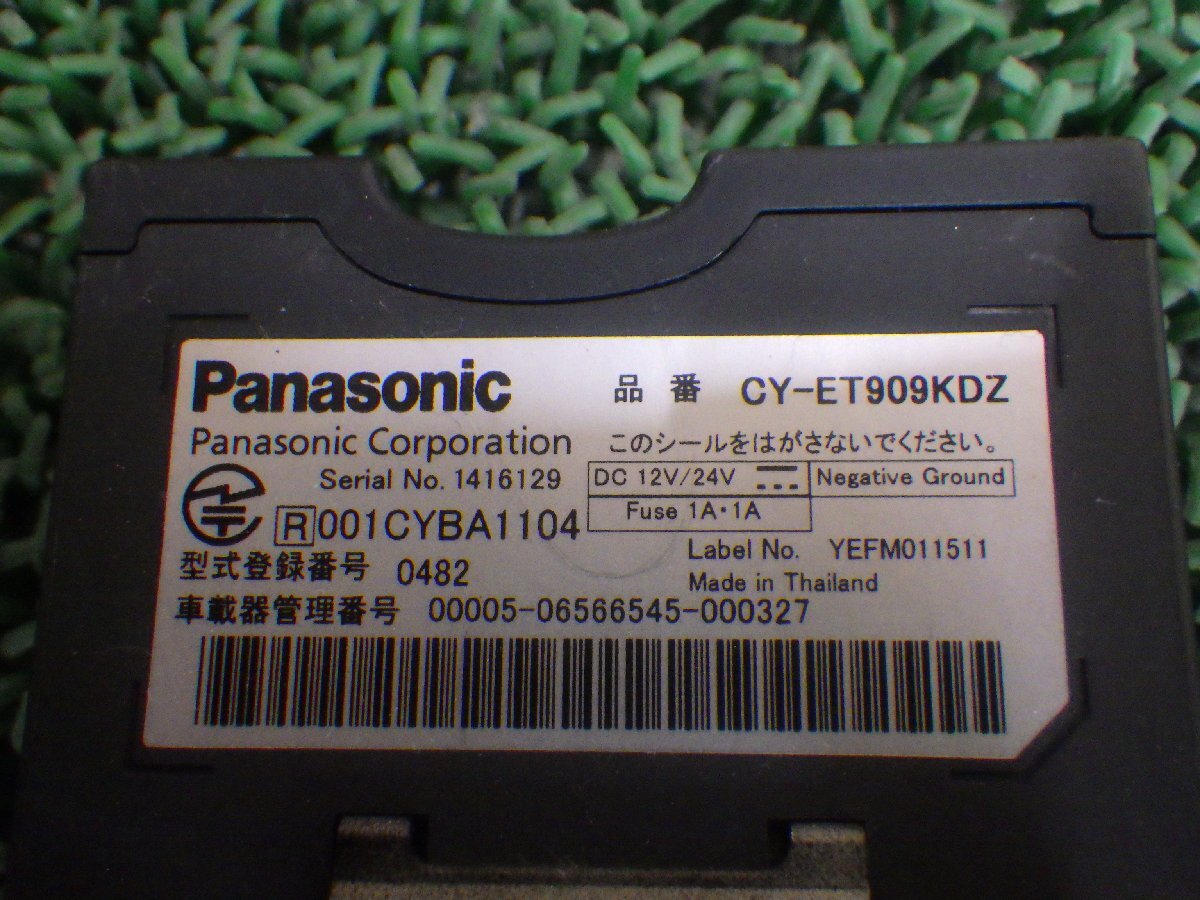 Panasonic 品番 CY-ET909KDZ
Panasonic Corporation このシールをはがさないでください。
Serial No. 1416129 DC 12V/24V Negative Ground
R 001CYBA1104 Fuse 1A・1A
Label No. YEFM011511
型式登録番号 0482 Made in Thailand
車載器管理番号 00005-06566545-000327